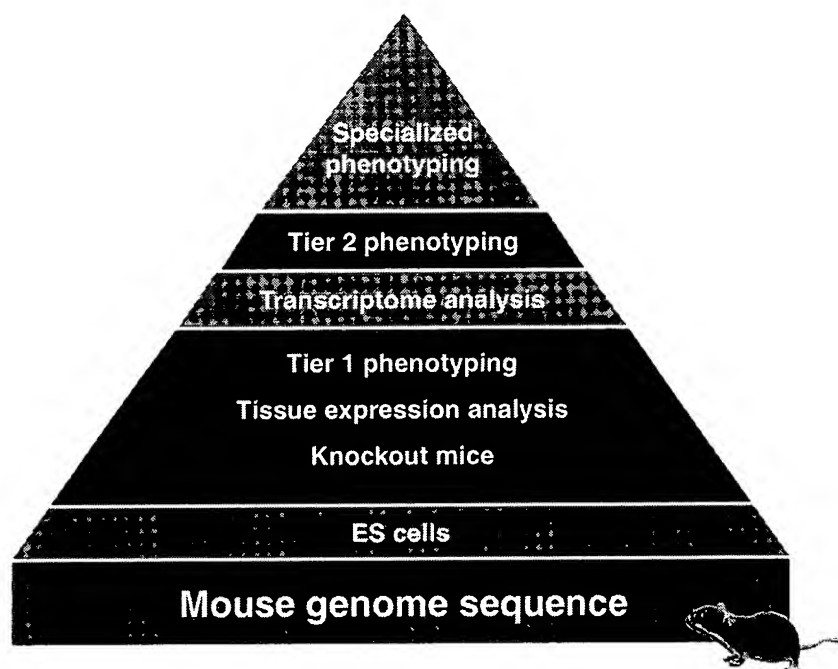 Specialized
phenotyping
Tier 2 phenotyping
Transcriptome analysis
Tier 1 phenotyping
Tissue expression analysis
Knockout mice
ES cells
Mouse genome sequence